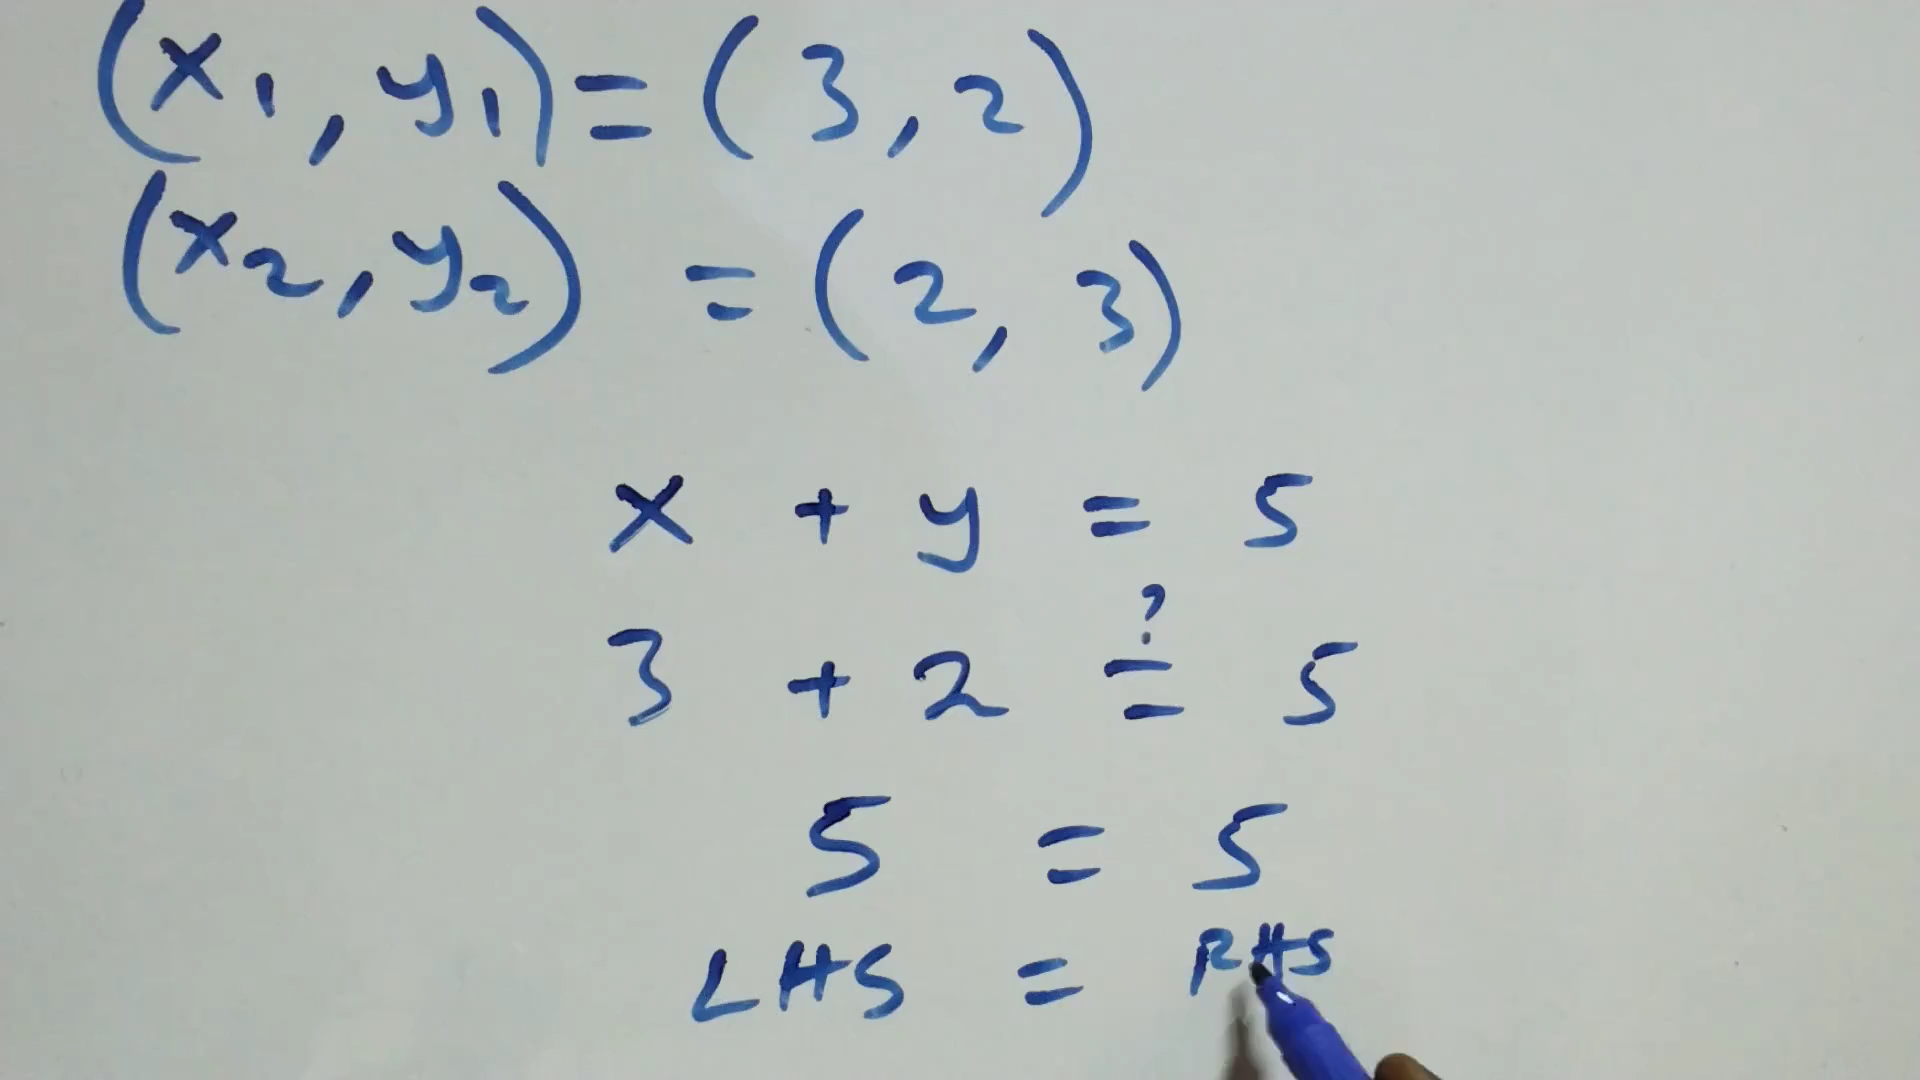 (x₁, y₁) = (3, 2)
(x₂, y₂) = (2, 3)
x + y = 5
3 + 2 ≟ 5
5 = 5
LHS = RHS